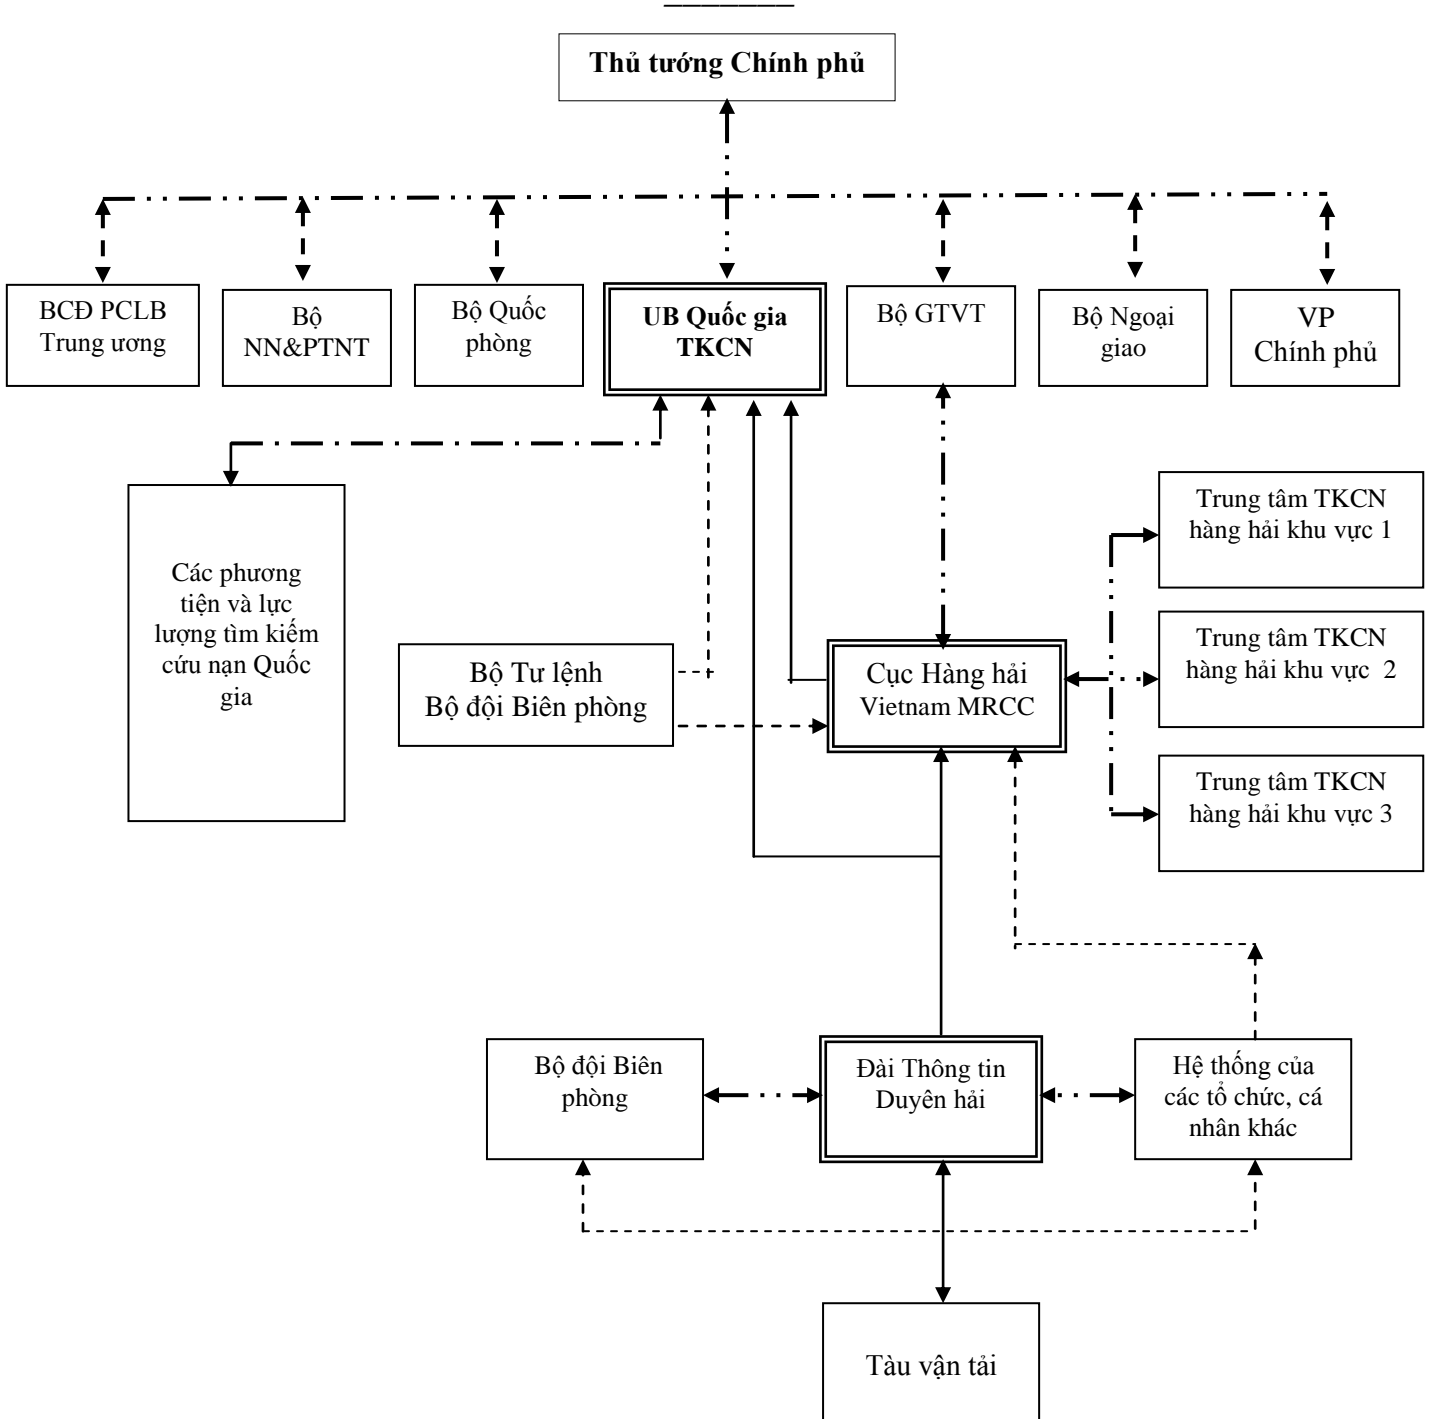 Thủ tướng Chính phủ
BCĐ PCLB
Trung ương
Bộ
NN&PTNT
Bộ Quốc
phòng
UB Quốc gia
TKCN
Bộ GTVT
Bộ Ngoại
giao
VP
Chính phủ
Các phương
tiện và lực
lượng tìm kiếm
cứu nạn Quốc
gia
Bộ Tư lệnh
Bộ đội Biên phòng
Cục Hàng hải
Vietnam MRCC
Trung tâm TKCN
hàng hải khu vực 1
Trung tâm TKCN
hàng hải khu vực 2
Trung tâm TKCN
hàng hải khu vực 3
Bộ đội Biên
phòng
Đài Thông tin
Duyên hải
Hệ thống của
các tổ chức, cá
nhân khác
Tàu vận tải